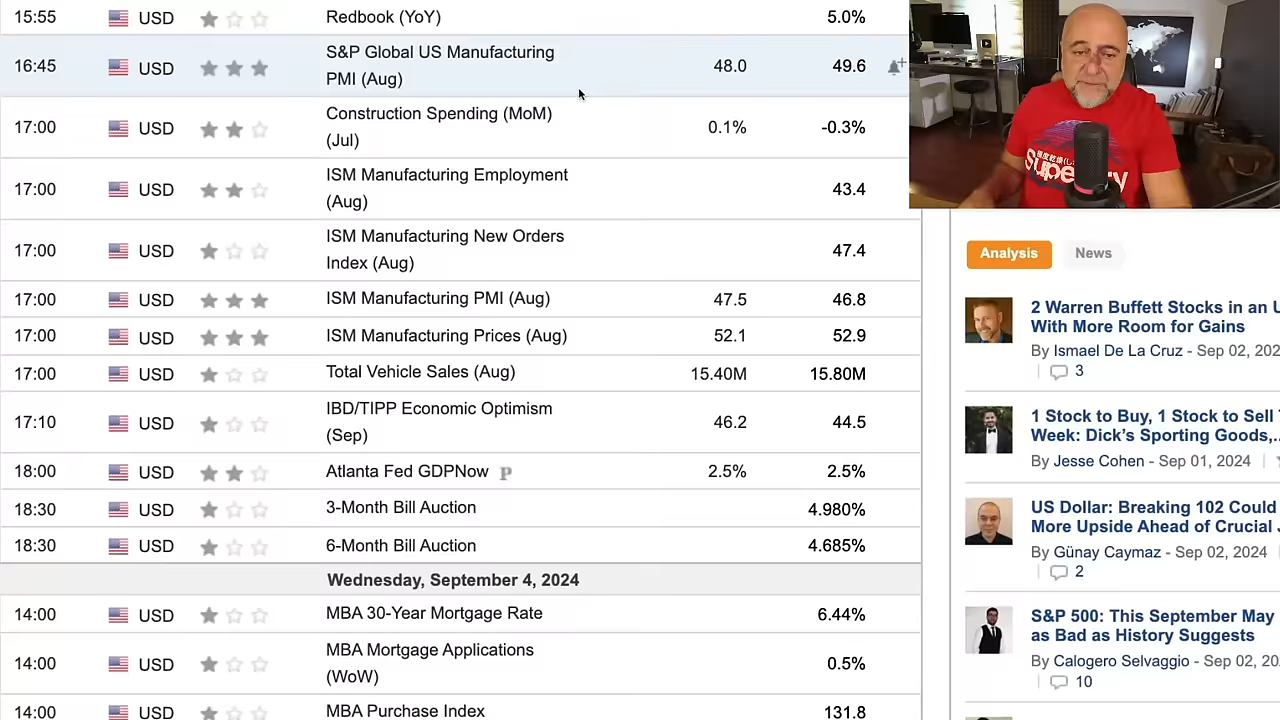 15:55 USD Redbook (YoY) 5.0%
16:45 USD S&P Global US Manufacturing PMI (Aug) 48.0 49.6
17:00 USD Construction Spending (MoM) (Jul) 0.1% -0.3%
17:00 USD ISM Manufacturing Employment (Aug) 43.4
17:00 USD ISM Manufacturing New Orders Index (Aug) 47.4
17:00 USD ISM Manufacturing PMI (Aug) 47.5 46.8
17:00 USD ISM Manufacturing Prices (Aug) 52.1 52.9
17:00 USD Total Vehicle Sales (Aug) 15.40M 15.80M
17:10 USD IBD/TIPP Economic Optimism (Sep) 46.2 44.5
18:00 USD Atlanta Fed GDPNow P 2.5% 2.5%
18:30 USD 3-Month Bill Auction 4.980%
18:30 USD 6-Month Bill Auction 4.685%
Wednesday, September 4, 2024
14:00 USD MBA 30-Year Mortgage Rate 6.44%
14:00 USD MBA Mortgage Applications (WoW) 0.5%
14:00 USD MBA Purchase Index 131.8
Analysis News
2 Warren Buffett Stocks in an U
With More Room for Gains
By Ismael De La Cruz - Sep 02, 202
3
1 Stock to Buy, 1 Stock to Sell
Week: Dick's Sporting Goods,..
By Jesse Cohen - Sep 01, 2024
US Dollar: Breaking 102 Could
More Upside Ahead of Crucial
By Günay Caymaz - Sep 02, 2024
2
S&P 500: This September May
as Bad as History Suggests
By Calogero Selvaggio - Sep 02, 20
10